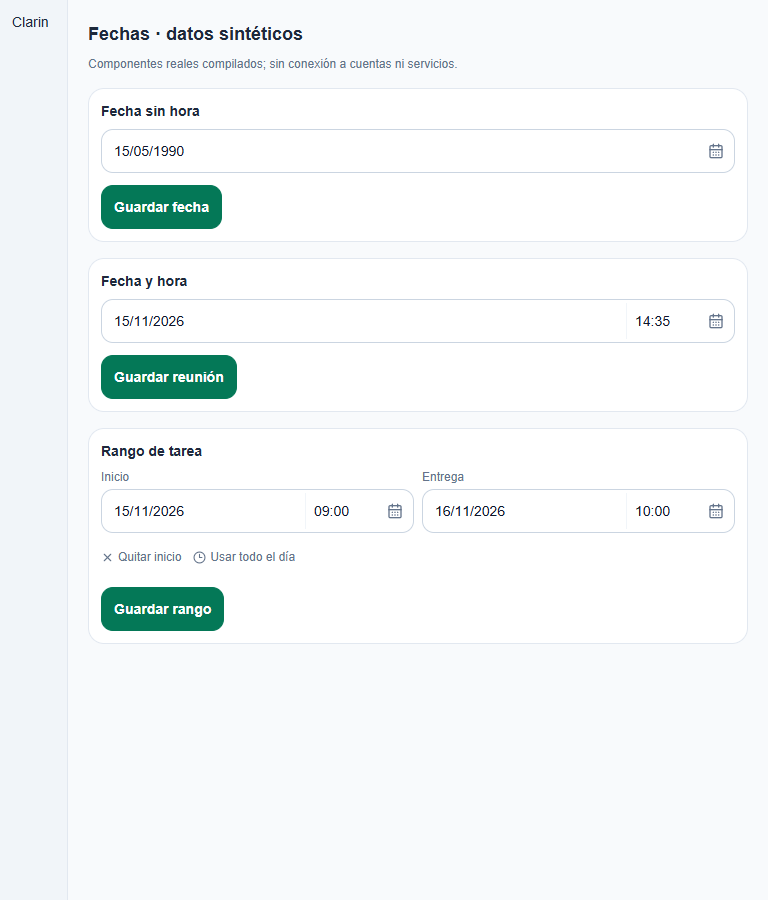 Clarin
Fechas · datos sintéticos
Componentes reales compilados; sin conexión a cuentas ni servicios.
Fecha sin hora
15/05/1990
Guardar fecha
Fecha y hora
15/11/2026 14:35
Guardar reunión
Rango de tarea
Inicio Entrega
15/11/2026 09:00 16/11/2026 10:00
Quitar inicio Usar todo el día
Guardar rango